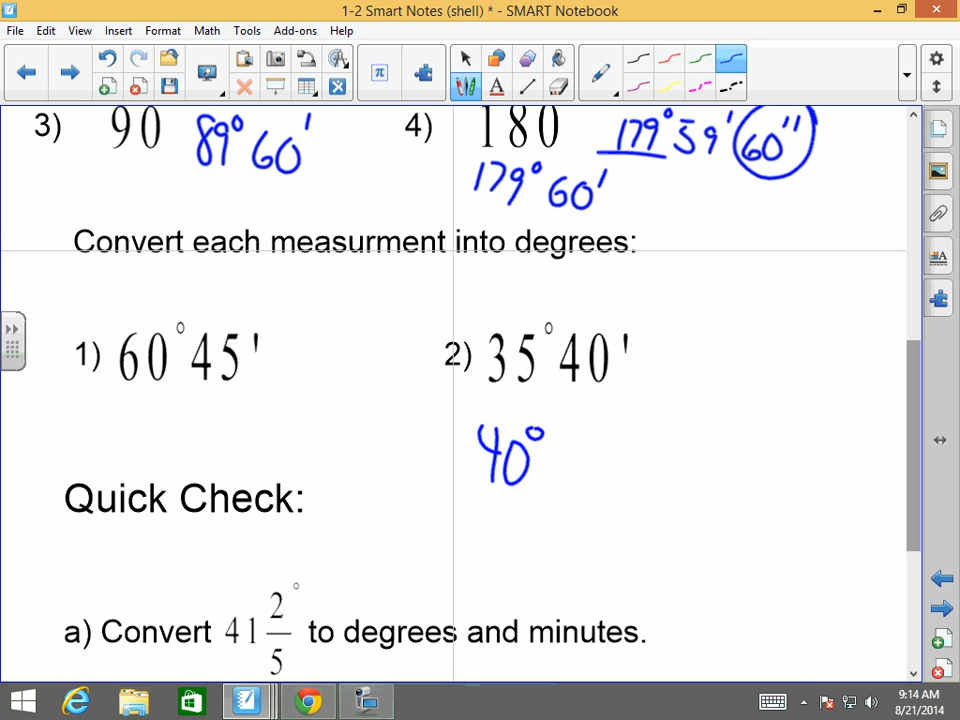 1-2 Smart Notes (shell) * - SMART Notebook
File Edit View Insert Format Tools Add-ons Help
3) 90 89° 60' 4) 180 179° 59' 60''
179° 60'
Convert each measurment into degrees:
1) 60°45' 2) 35°40'
40°
Quick Check:
a) Convert 41 2/5° to degrees and minutes.
9:14 AM
8/21/2014